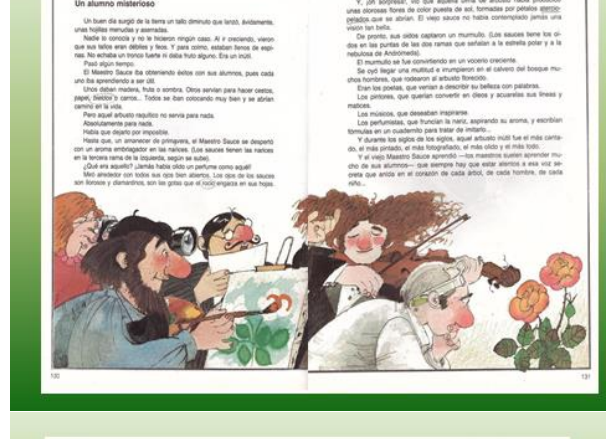 Un alumno misterioso
Un buen día surgió de la tierra un tallo diminuto que lanzó, ávidamente,
unas hojillas menudas y aserradas.
Nadie lo conocía y no le hicieron ningún caso. Al ir creciendo, vieron
que sus tallos eran débiles y feos. Y para colmo, estaban llenos de espi-
nas. No echaba un tronco fuerte ni daba fruto alguno. Era un inútil.
Pasó algún tiempo.
El Maestro Sauce iba obteniendo éxitos con sus alumnos, pues cada
uno iba aprendiendo a ser útil.
Unos daban madera, fruta o sombra. Otros servían para hacer cestos,
papel, o carros... Todos se iban colocando muy bien y se abrían
camino en la vida.
Pero aquel arbusto raquítico no servía para nada.
Absolutamente para nada.
Había que dejarlo por imposible.
Hasta que, un amanecer de primavera, el Maestro Sauce se despertó
con un aroma embriagador en las narices. (Los sauces tienen las narices
en la tercera rama de la izquierda, según se sube).
¿Qué era aquello? ¡Jamás había olido un perfume como aquél!
Miró alrededor con todos sus ojos bien abiertos. Los ojos de los sauces
son llorosos y diamantinos, son las gotas que el rocío engarza en sus hojas.
130
Y, ¡oh sorpresa!, vio que aquella birria de arbusto había producido
unas olorosas flores de color puesta de sol, formadas por pétalos atercio-
pelados que se abrían. El viejo sauce no había contemplado jamás una
visión tan bella.
De pronto, sus oídos captaron un murmullo. (Los sauces tiene los oí-
dos en las puntas de las dos ramas que señalan a la estrella polar y a la
nebulosa de Andrómeda).
El murmullo se fue convirtiendo en un vocerío creciente.
Se oyó llegar una multitud e irrumpieron en el calvero del bosque mu-
chos hombres, que rodearon al arbusto florecido.
Eran los poetas, que venían a describir su belleza con palabras.
Los pintores, que querían convertir en óleos y acuarelas sus líneas y
matices.
Los músicos, que deseaban inspirarse.
Los perfumistas, que fruncían la nariz, aspirando su aroma, y escribían
fórmulas en un cuadernito para tratar de imitarlo...
Y durante los siglos de los siglos, aquel arbusto inútil fue el más canta-
do, el más pintado, el más fotografiado, el más olido y el más todo.
Y el viejo Maestro Sauce aprendió —los maestros suelen aprender mu-
cho de sus alumnos— que siempre hay que estar atentos a esa voz se-
creta que anida en el corazón de cada árbol, de cada hombre, de cada
niño...
131